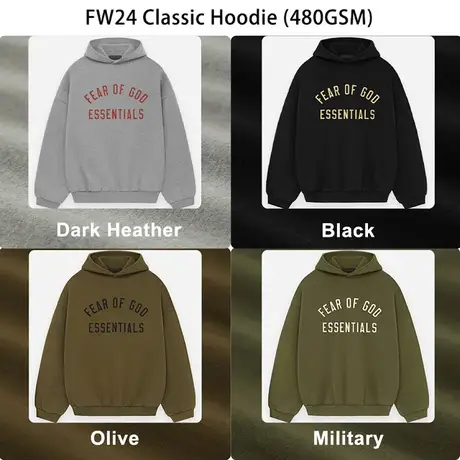 FW24 Classic Hoodie (480GSM)
FEAR OF GOD
ESSENTIALS
Dark Heather
FEAR OF GOD
ESSENTIALS
Black
FEAR OF GOD
ESSENTIALS
Olive
FEAR OF GOD
ESSENTIALS
Military